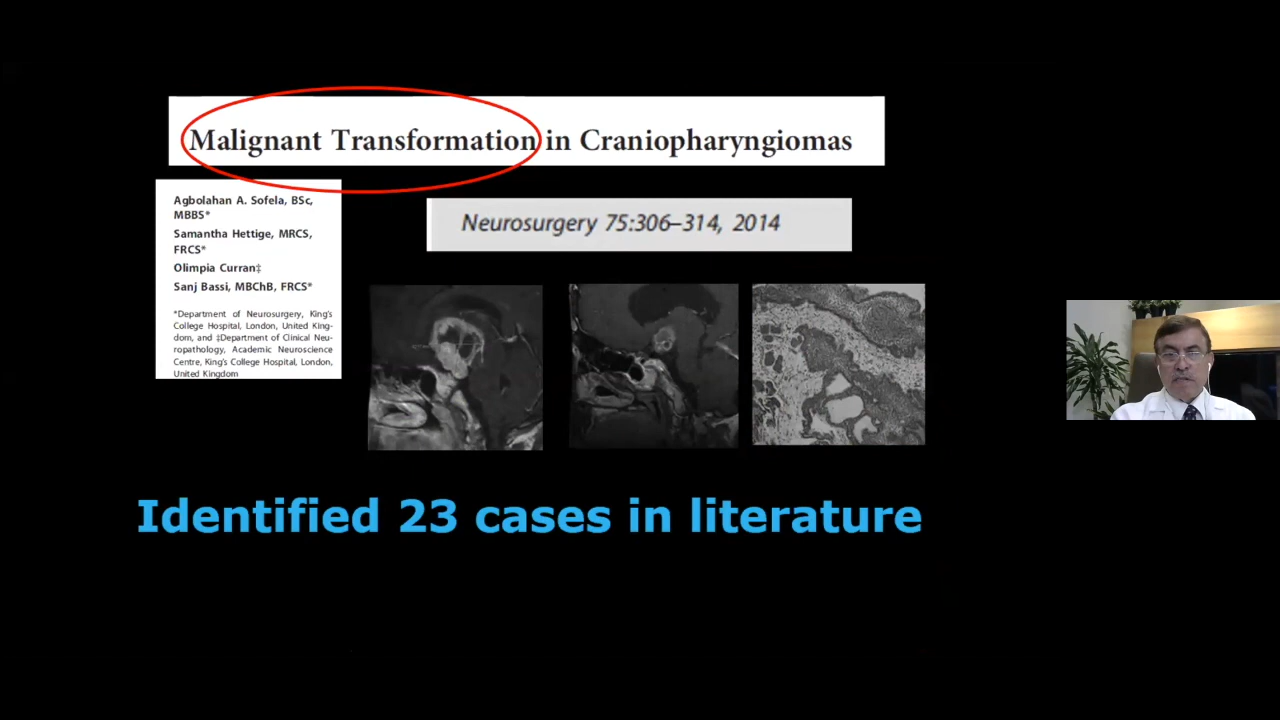 Malignant Transformation in Craniopharyngiomas
Agbolahan A. Sofela, BSc,
MBBS*
Samantha Hettige, MRCS,
FRCS*
Olimpia Curran‡
Sanj Bassi, MBChB, FRCS*
*Department of Neurosurgery, King's
College Hospital, London, United King-
dom, and ‡Department of Clinical Neu-
ropathology, Academic Neuroscience
Centre, King's College Hospital, London,
United Kingdom
Neurosurgery 75:306–314, 2014
Identified 23 cases in literature